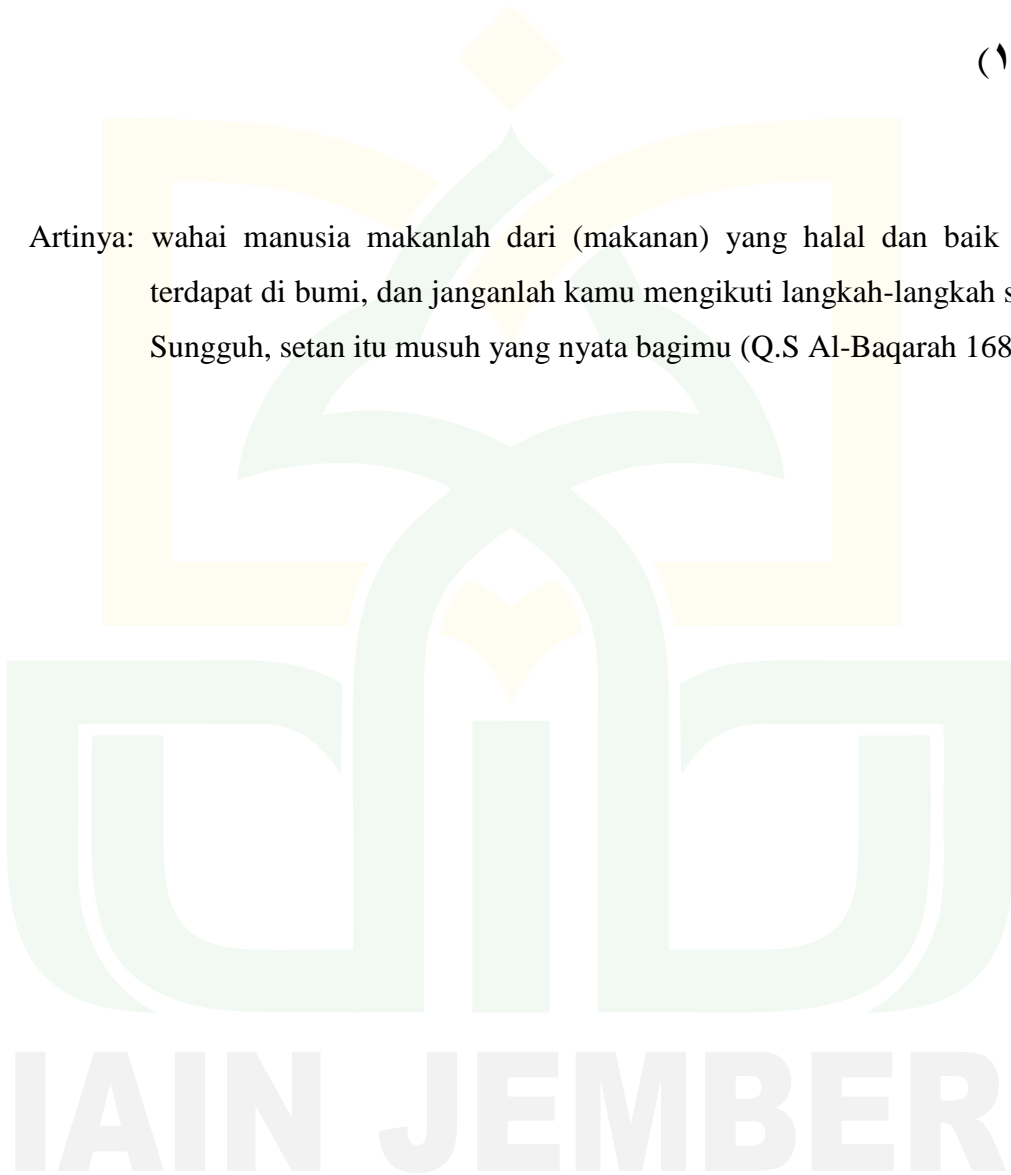 (١
Artinya: wahai manusia makanlah dari (makanan) yang halal dan baik
terdapat di bumi, dan janganlah kamu mengikuti langkah-langkah
Sungguh, setan itu musuh yang nyata bagimu (Q.S Al-Baqarah 168
IAIN JEMBER